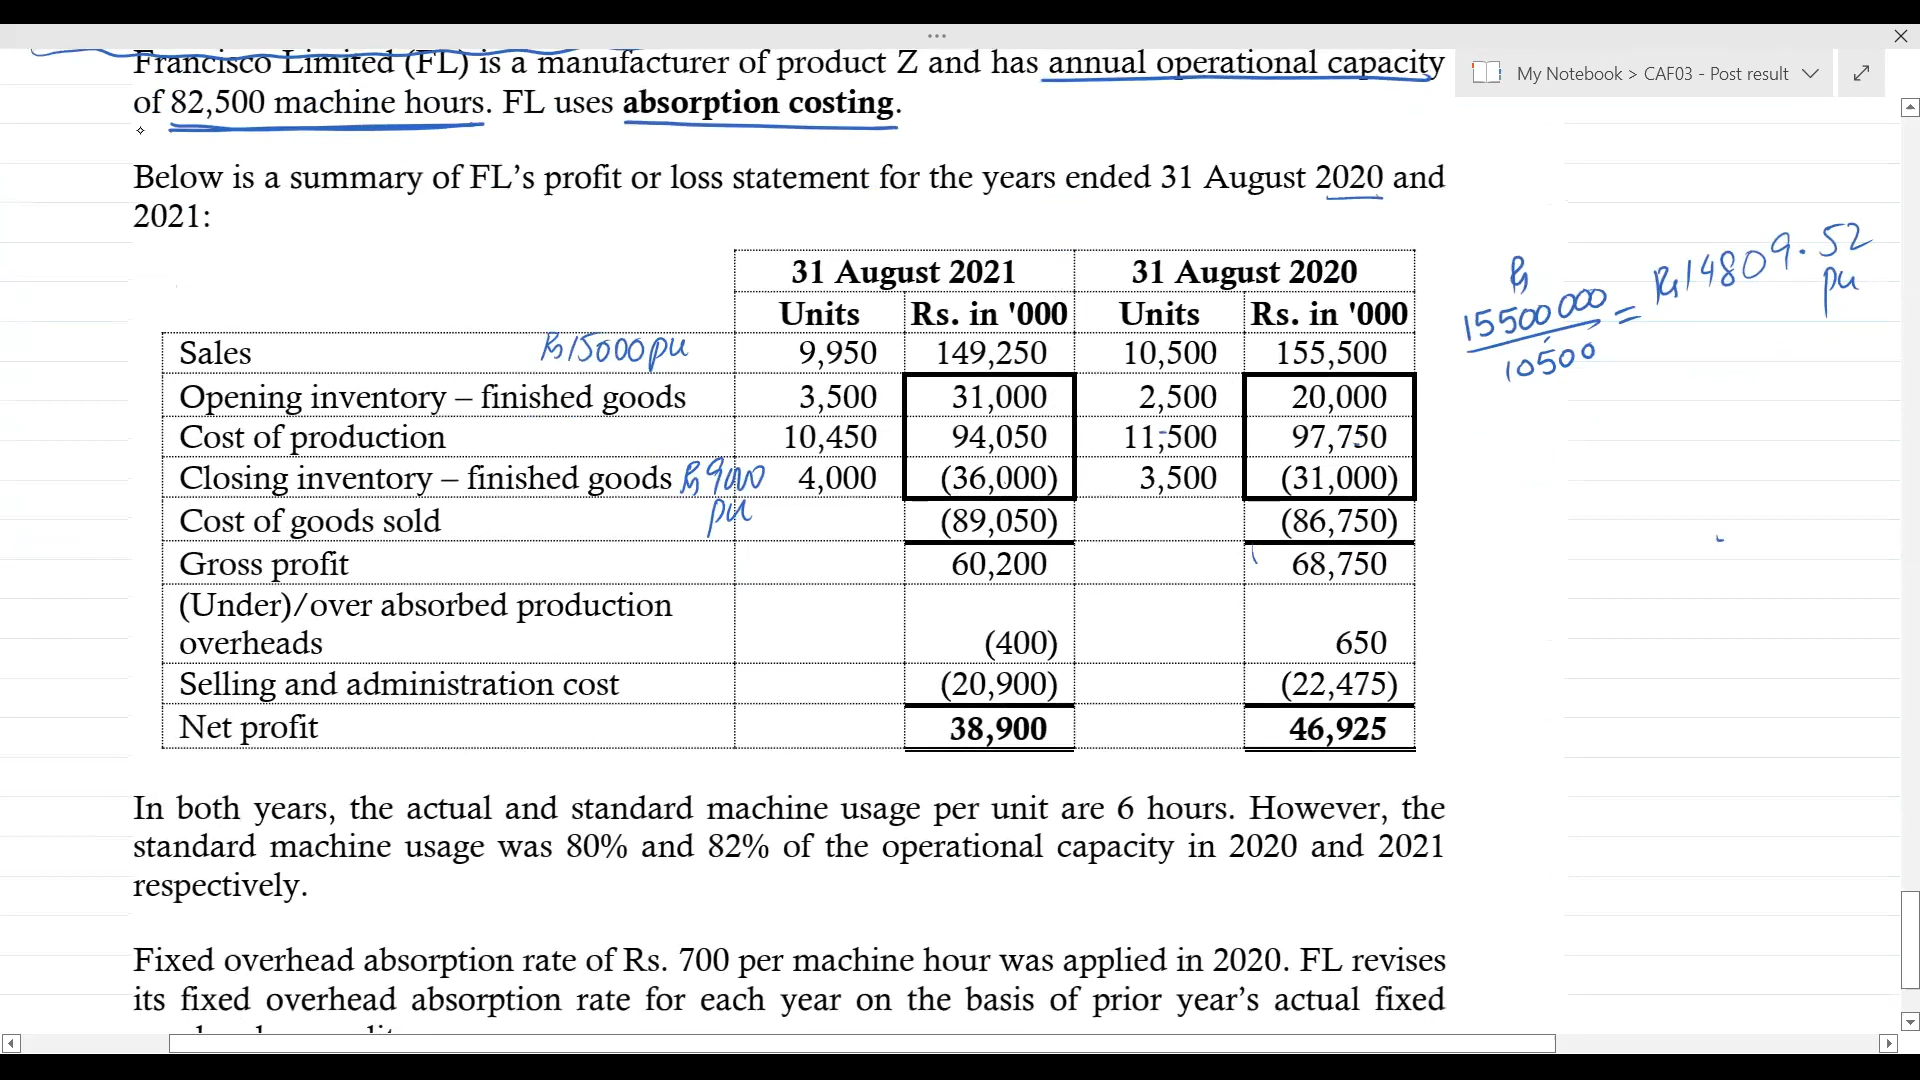 Francisco Limited (FL) is a manufacturer of product Z and has annual operational capacity
of 82,500 machine hours. FL uses absorption costing.
My Notebook > CAF03 - Post result
Below is a summary of FL's profit or loss statement for the years ended 31 August 2020 and
2021:
31 August 2021 31 August 2020
Units Rs. in '000 Units Rs. in '000
Sales Rs 15000 pu 9,950 149,250 10,500 155,500
Opening inventory – finished goods 3,500 31,000 2,500 20,000
Cost of production 10,450 94,050 11,500 97,750
Closing inventory – finished goods Rs 9000 pu 4,000 (36,000) 3,500 (31,000)
Cost of goods sold (89,050) (86,750)
Gross profit 60,200 68,750
(Under)/over absorbed production
overheads (400) 650
Selling and administration cost (20,900) (22,475)
Net profit 38,900 46,925
Rs
15500000 = Rs 14809.52
10500 pu
In both years, the actual and standard machine usage per unit are 6 hours. However, the
standard machine usage was 80% and 82% of the operational capacity in 2020 and 2021
respectively.
Fixed overhead absorption rate of Rs. 700 per machine hour was applied in 2020. FL revises
its fixed overhead absorption rate for each year on the basis of prior year's actual fixed